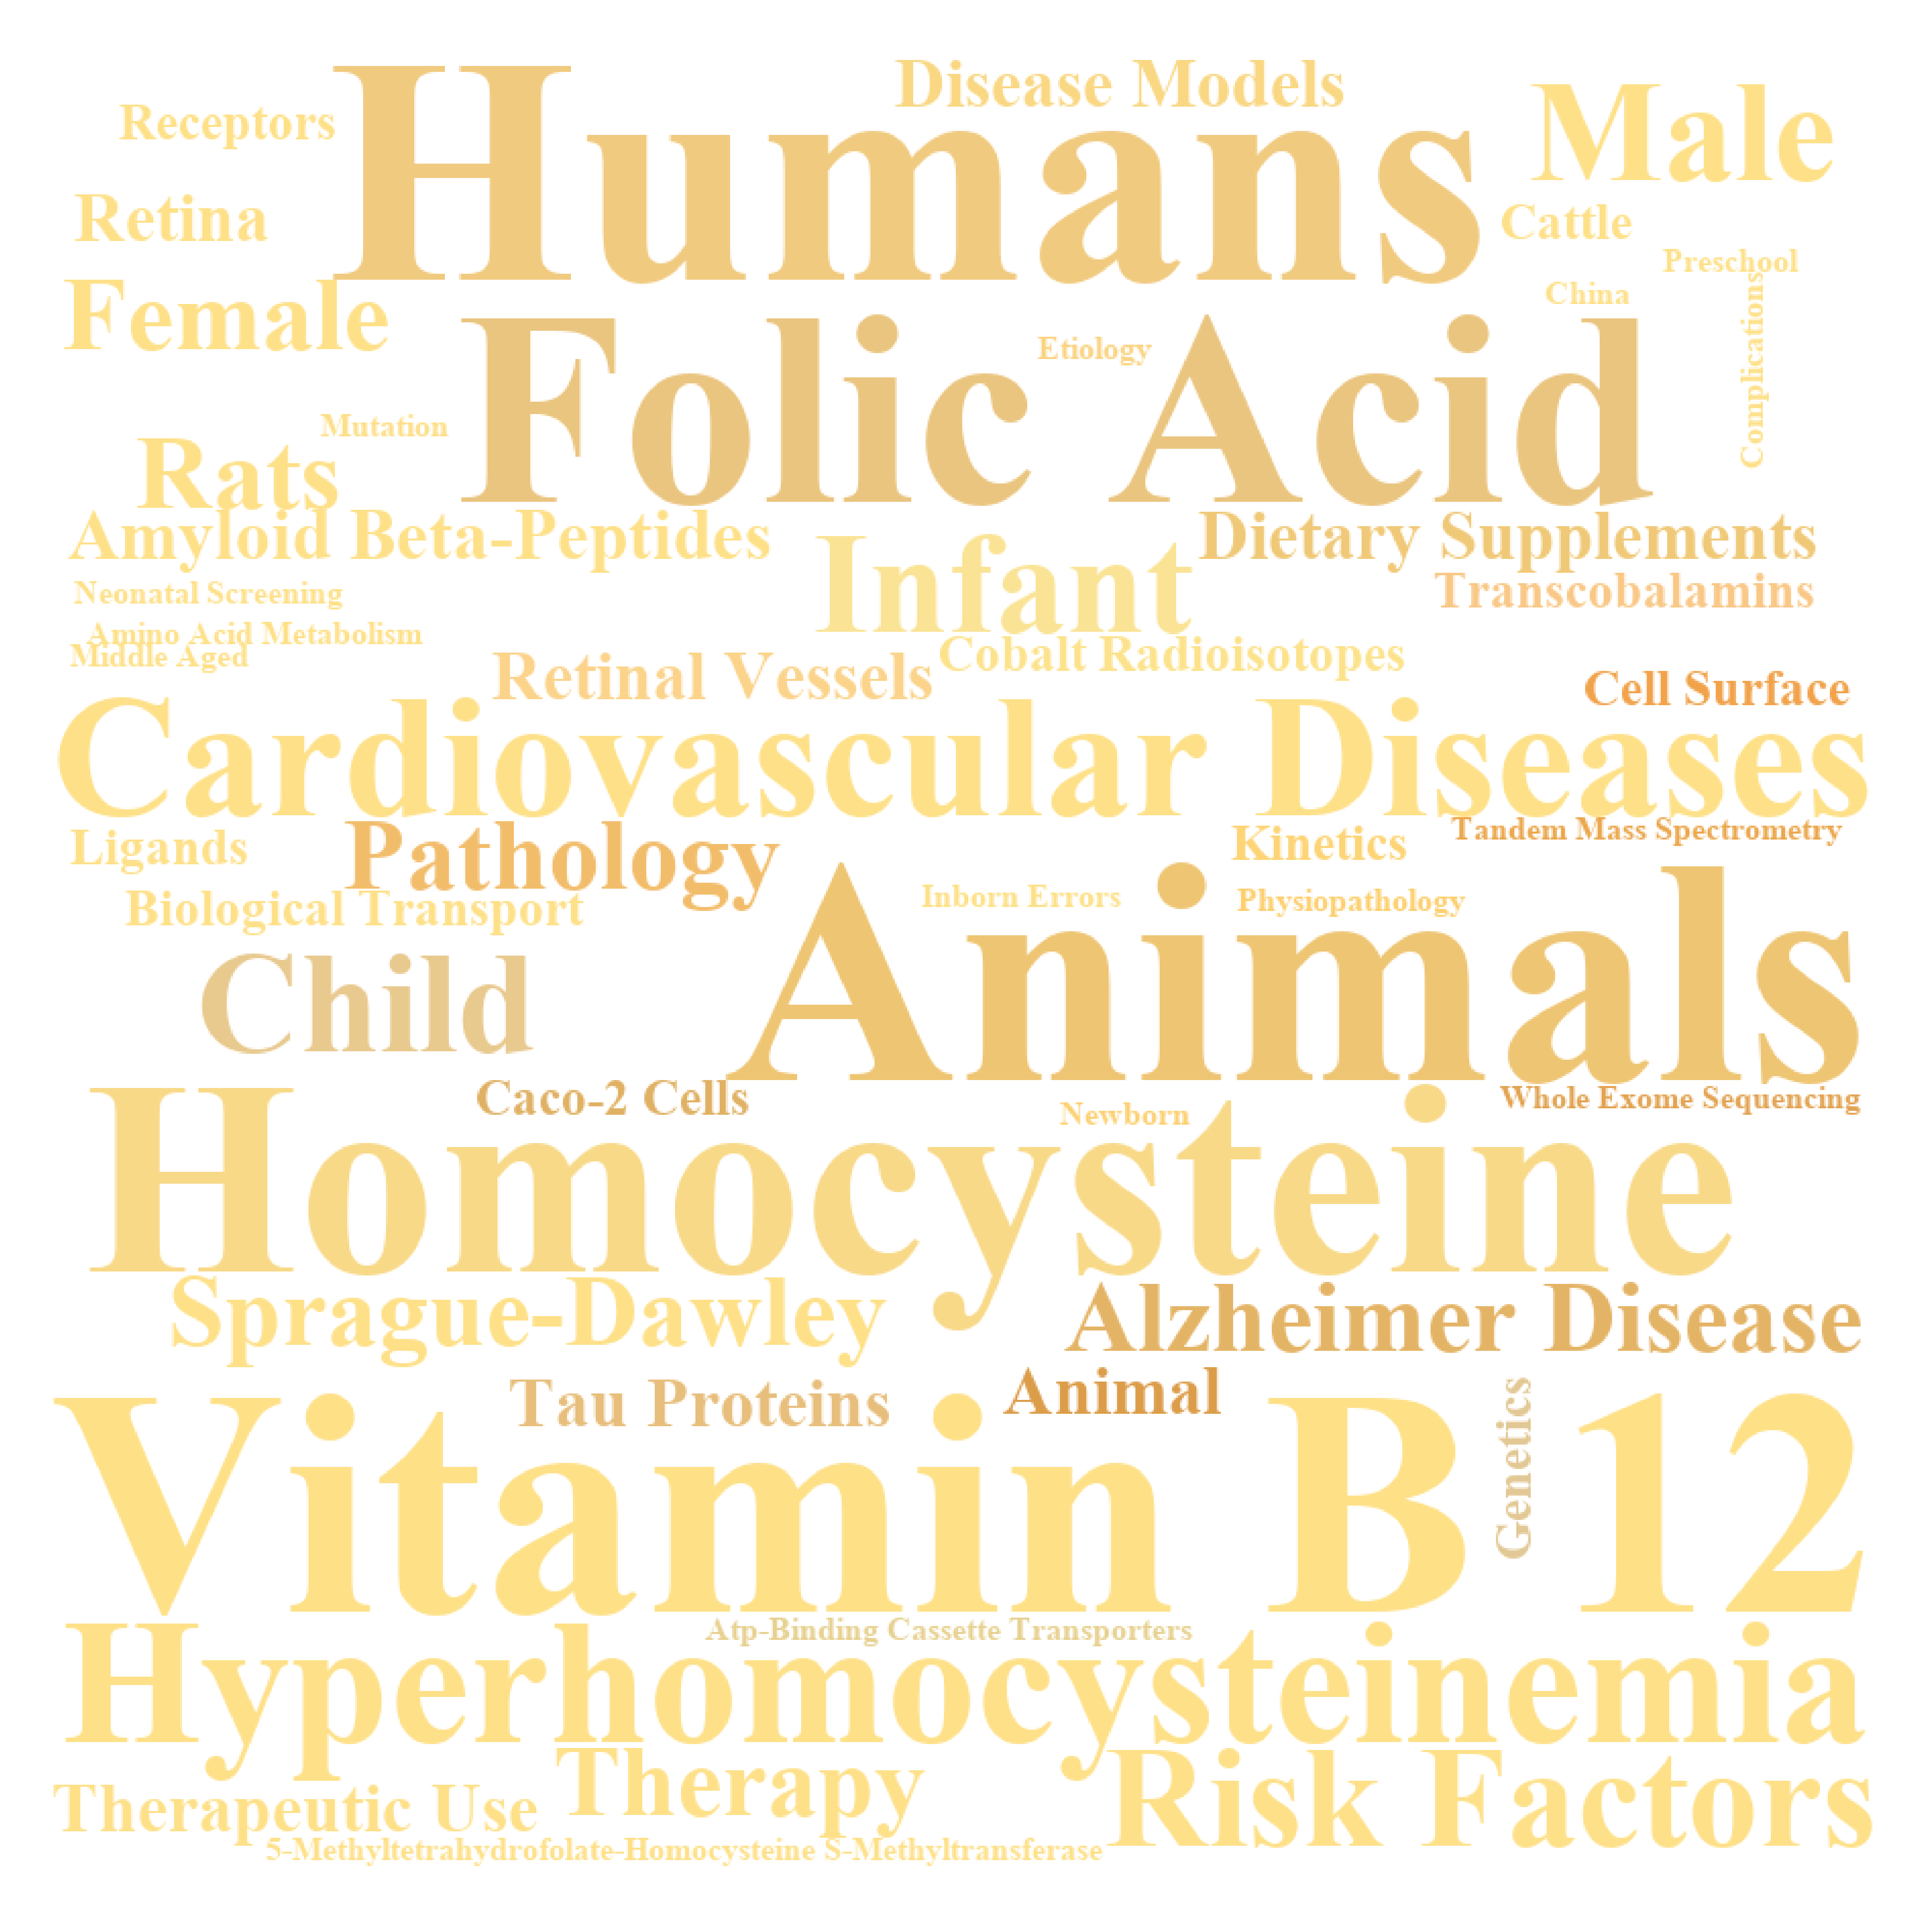 Disease Models
Humans
Male
Receptors
Retina
Cattle
Preschool
Female
China
Complications
Folic Acid
Etiology
Mutation
Rats
Amyloid Beta-Peptides
Infant
Dietary Supplements
Neonatal Screening
Transcobalamins
Amino Acid Metabolism
Middle Aged
Retinal Vessels
Cobalt Radioisotopes
Cell Surface
Cardiovascular Diseases
Ligands
Pathology
Kinetics
Tandem Mass Spectrometry
Biological Transport
Inborn Errors
Physiopathology
Animals
Child
Caco-2 Cells
Newborn
Whole Exome Sequencing
Homocysteine
Sprague-Dawley
Alzheimer Disease
Tau Proteins
Animal
Genetics
Vitamin B 12
Atp-Binding Cassette Transporters
Hyperhomocysteinemia
Therapeutic Use
Therapy
Risk Factors
5-Methyltetrahydrofolate-Homocysteine S-Methyltransferase